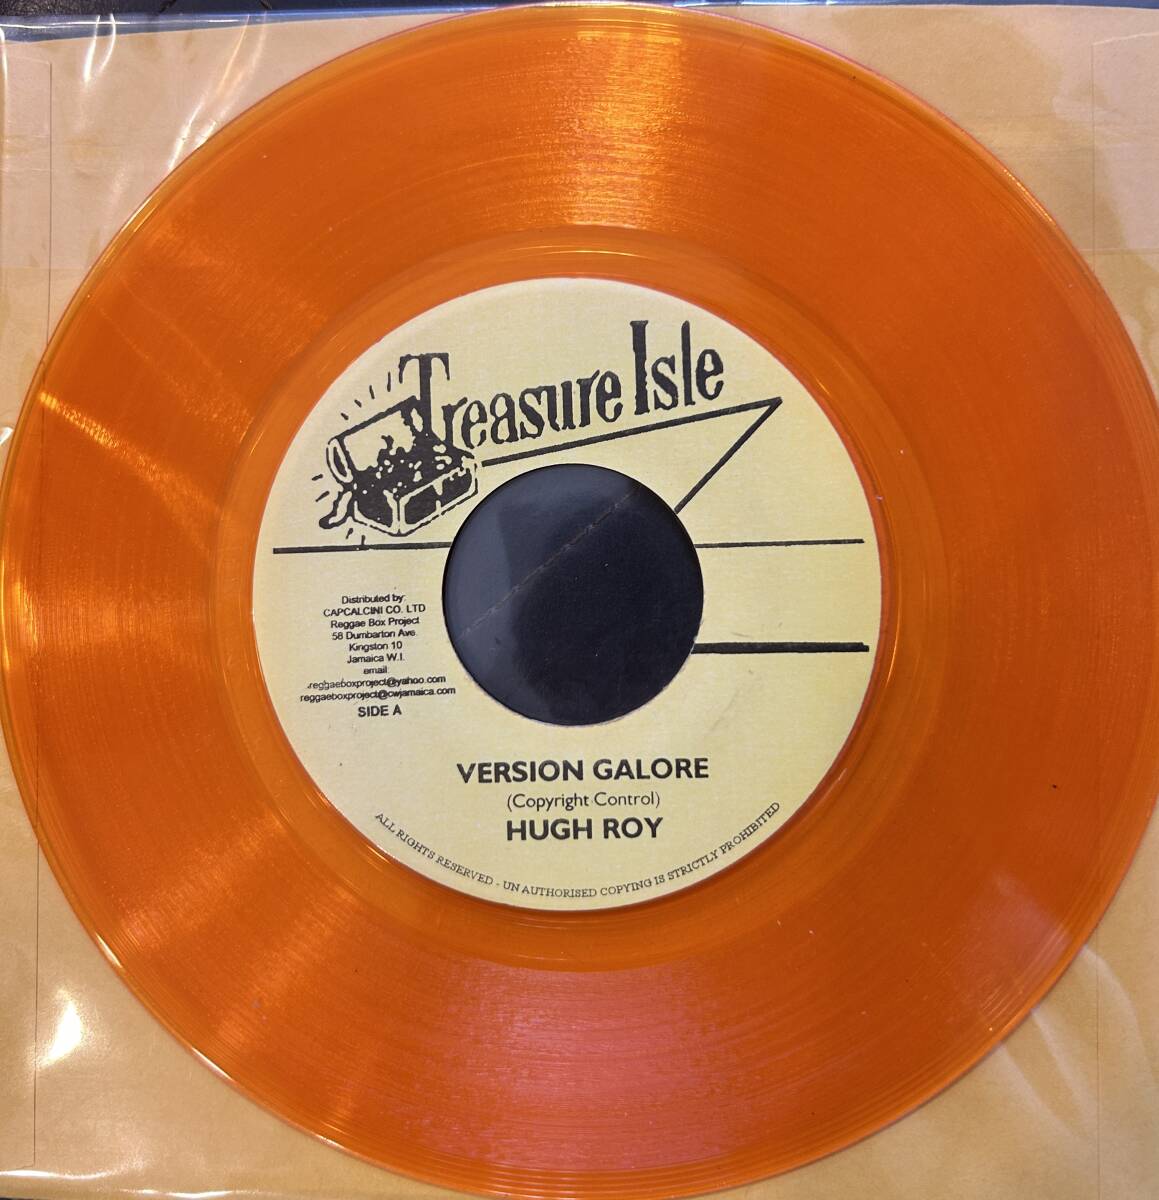 Treasure Isle
Distributed by:
CAPCALCINI CO. LTD
Reggae Box Project
58 Dumbarton Ave.
Kingston 10
Jamaica W.I.
email:
reggaeboxproject@yahoo.com
reggaeboxproject@cwjamaica.com
SIDE A
VERSION GALORE
(Copyright Control)
HUGH ROY
ALL RIGHTS RESERVED - UN AUTHORISED COPYING IS STRICTLY PROHIBITED